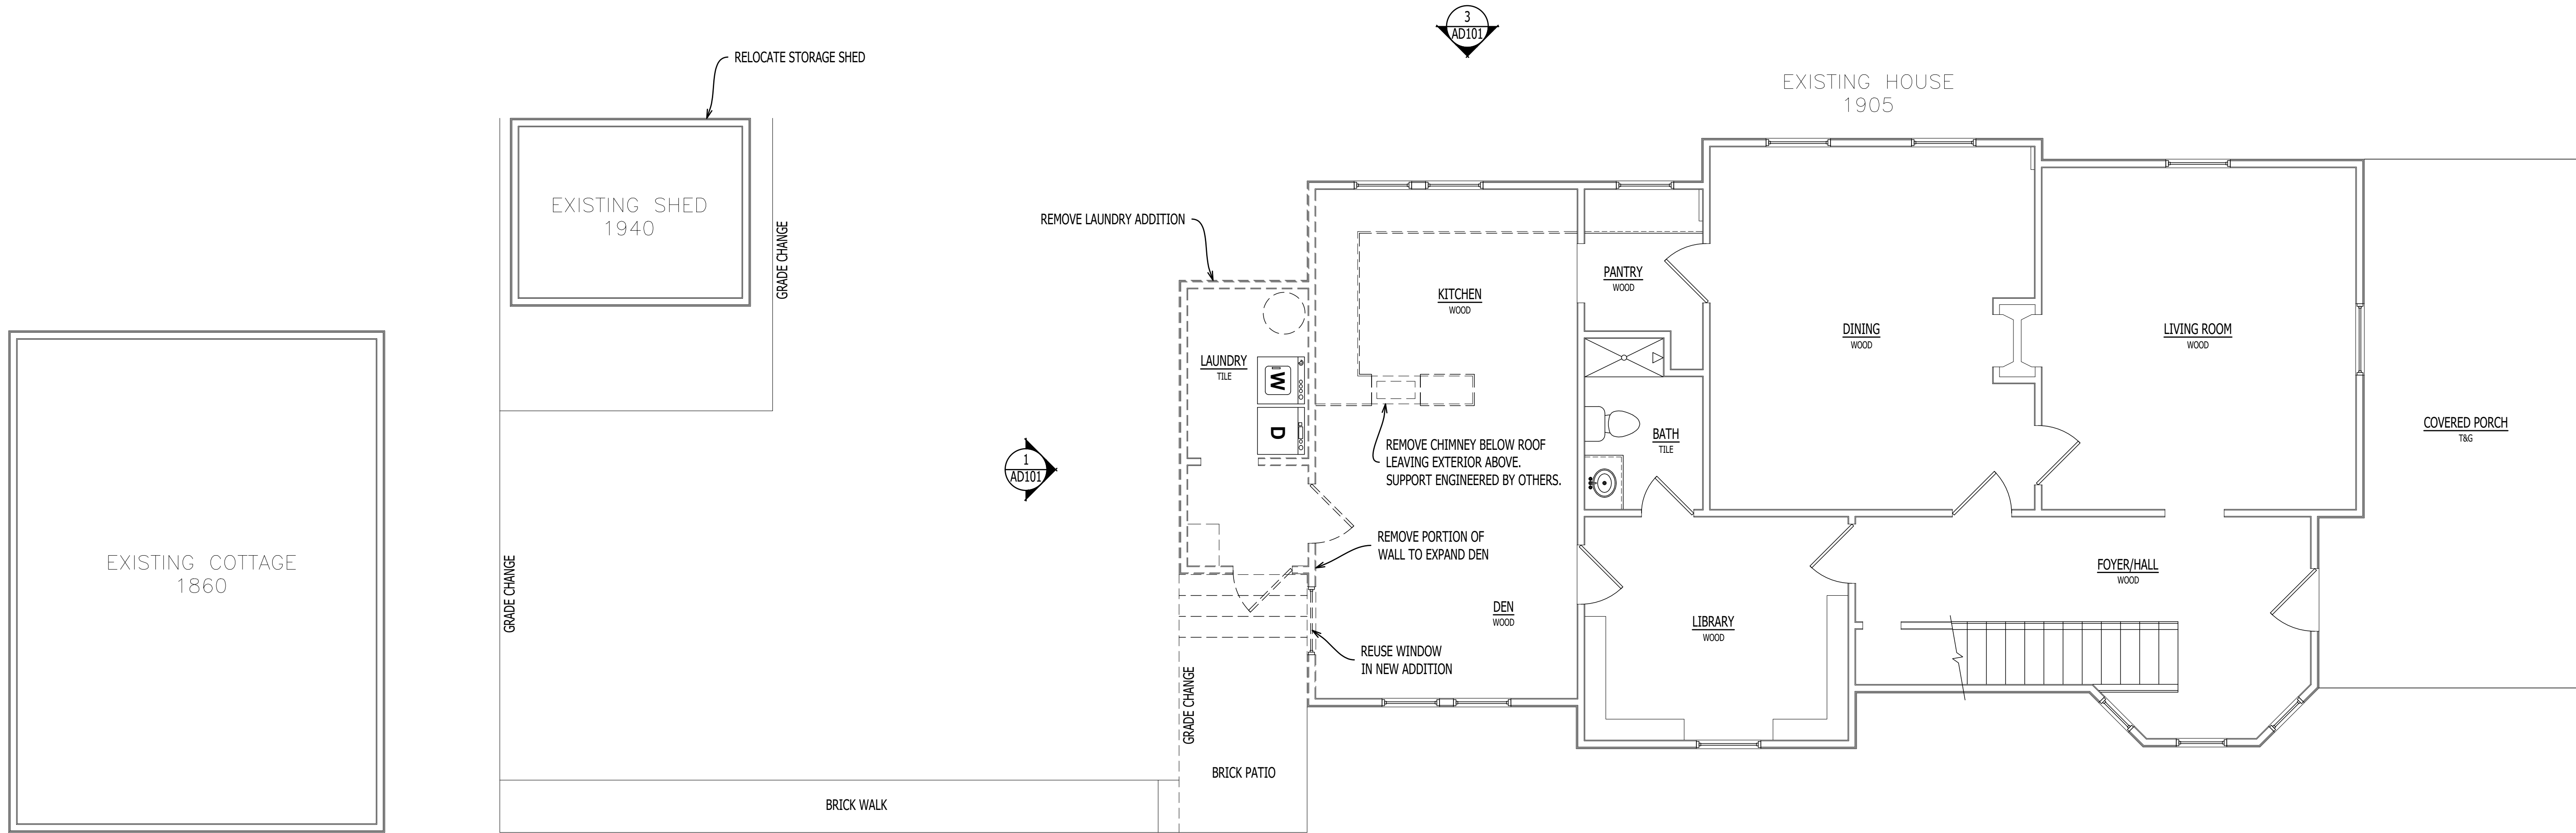 3
AD101
RELOCATE STORAGE SHED
EXISTING HOUSE
1905
EXISTING SHED
1940
GRADE CHANGE
REMOVE LAUNDRY ADDITION
PANTRY
WOOD
KITCHEN
WOOD
DINING
WOOD
LIVING ROOM
WOOD
LAUNDRY
TILE
W
D
COVERED PORCH
T&G
BATH
TILE
REMOVE CHIMNEY BELOW ROOF
LEAVING EXTERIOR ABOVE.
SUPPORT ENGINEERED BY OTHERS.
1
AD101
REMOVE PORTION OF
WALL TO EXPAND DEN
EXISTING COTTAGE
1860
GRADE CHANGE
FOYER/HALL
WOOD
DEN
WOOD
LIBRARY
WOOD
REUSE WINDOW
IN NEW ADDITION
GRADE CHANGE
BRICK PATIO
BRICK WALK